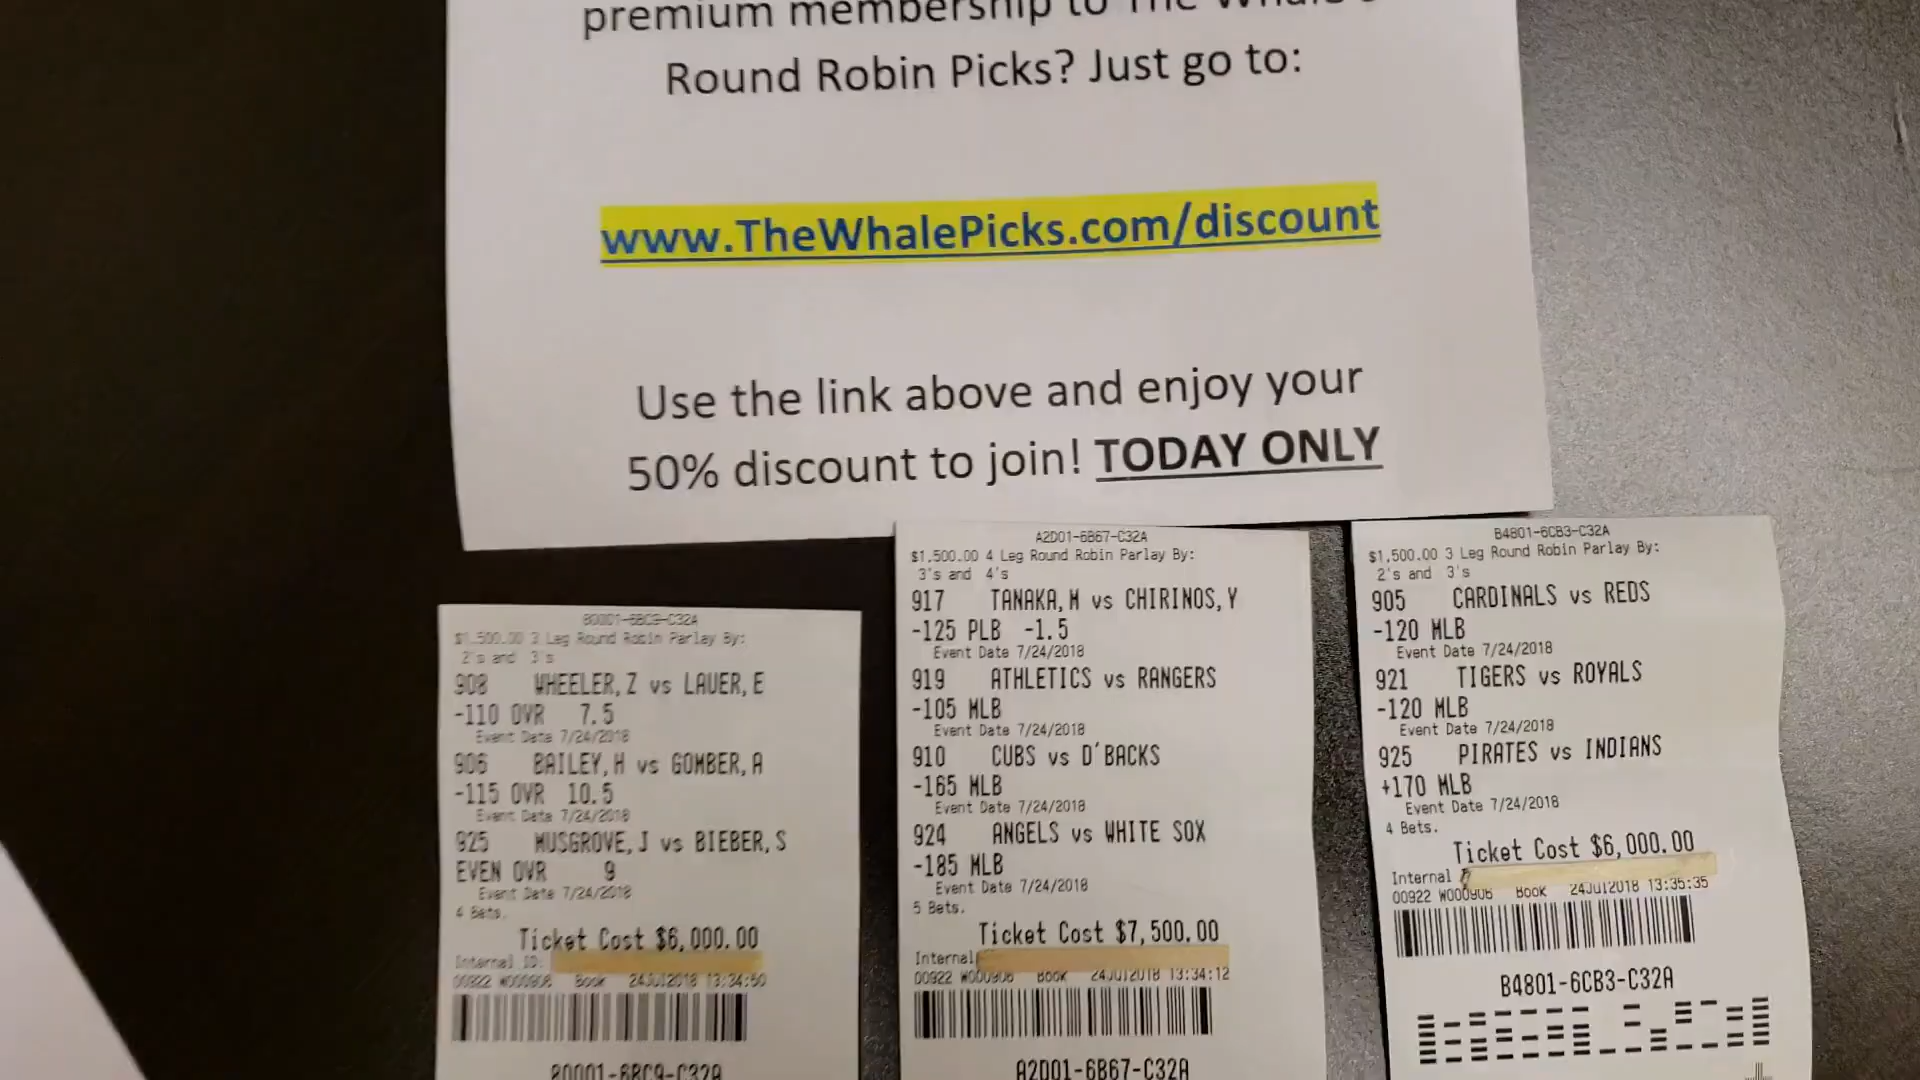 premium membership to The Whale's
Round Robin Picks? Just go to:
www.TheWhalePicks.com/discount
Use the link above and enjoy your
50% discount to join! TODAY ONLY
$1,500.00 3 Leg Round Robin Parlay By:
2's and 3's
908 WHEELER, Z vs LAUER, E
-110 OVR 7.5
Event Date 7/24/2018
906 BAILEY, H vs GOMBER, A
-115 OVR 10.5
Event Date 7/24/2018
925 MUSGROVE, J vs BIEBER, S
EVEN OVR 9
Event Date 7/24/2018
4 Bets.
Ticket Cost $6,000.00
Internal ID:
00922 W000906 Book 24JUl2018 13:34:50
A2D01-6B67-C32A
$1,500.00 4 Leg Round Robin Parlay By:
3's and 4's
917 TANAKA, M vs CHIRINOS, Y
-125 PLB -1.5
Event Date 7/24/2018
919 ATHLETICS vs RANGERS
-105 MLB
Event Date 7/24/2018
910 CUBS vs D'BACKS
-165 MLB
Event Date 7/24/2018
924 ANGELS vs WHITE SOX
-185 MLB
Event Date 7/24/2018
5 Bets.
Ticket Cost $7,500.00
Internal
00922 W000906 Book 24JUl2018 13:34:12
A2D01-6B67-C32A
B4801-6CB3-C32A
$1,500.00 3 Leg Round Robin Parlay By:
2's and 3's
905 CARDINALS vs REDS
-120 MLB
Event Date 7/24/2018
921 TIGERS vs ROYALS
-120 MLB
Event Date 7/24/2018
925 PIRATES vs INDIANS
+170 MLB
Event Date 7/24/2018
4 Bets.
Ticket Cost $6,000.00
Internal
00922 W000906 Book 24JUl2018 13:35:35
B4801-6CB3-C32A